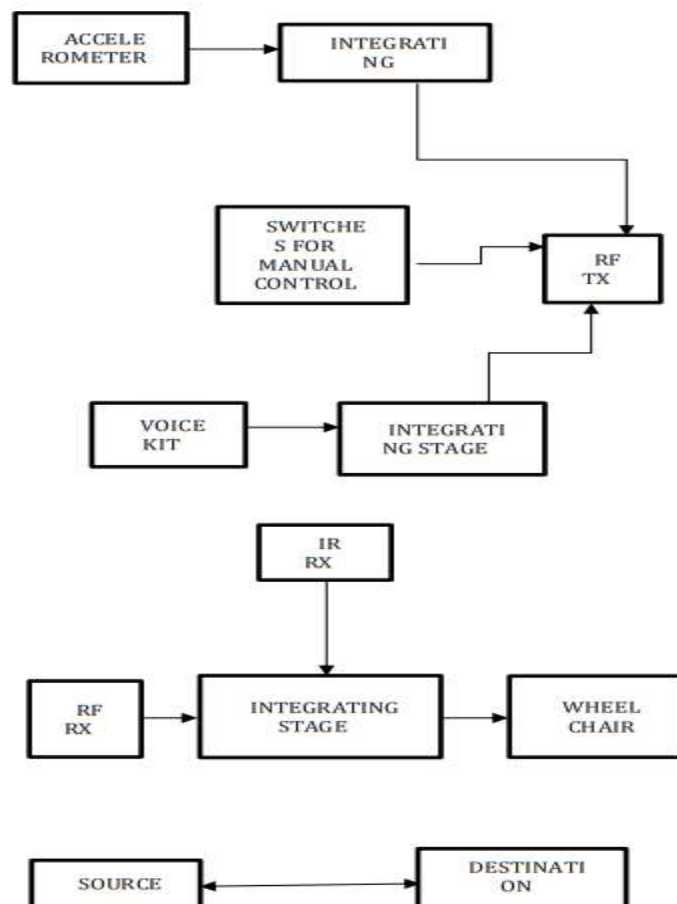 ACCELE
ROMETER
INTEGRATI
NG
SWITCHE
S FOR
MANUAL
CONTROL
RF
TX
VOICE
KIT
INTEGRATI
NG STAGE
IR
RX
RF
RX
INTEGRATING
STAGE
WHEEL
CHAIR
SOURCE
DESTINATI
ON